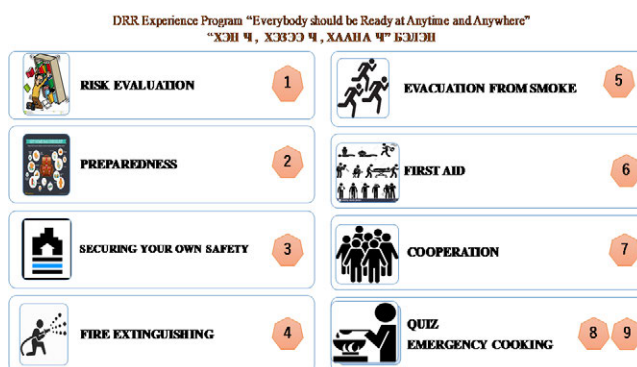 DRR Experience Program “Everybody should be Ready at Anytime and Anywhere”
“ХЭН Ч , ХЭЗЭЭ Ч , ХААНА Ч” БЭЛЭН
RISK EVALUATION 1
PREPAREDNESS 2
SECURING YOUR OWN SAFETY 3
FIRE EXTINGUISHING 4
EVACUATION FROM SMOKE 5
FIRST AID 6
COOPERATION 7
QUIZ
EMERGENCY COOKING 8 9